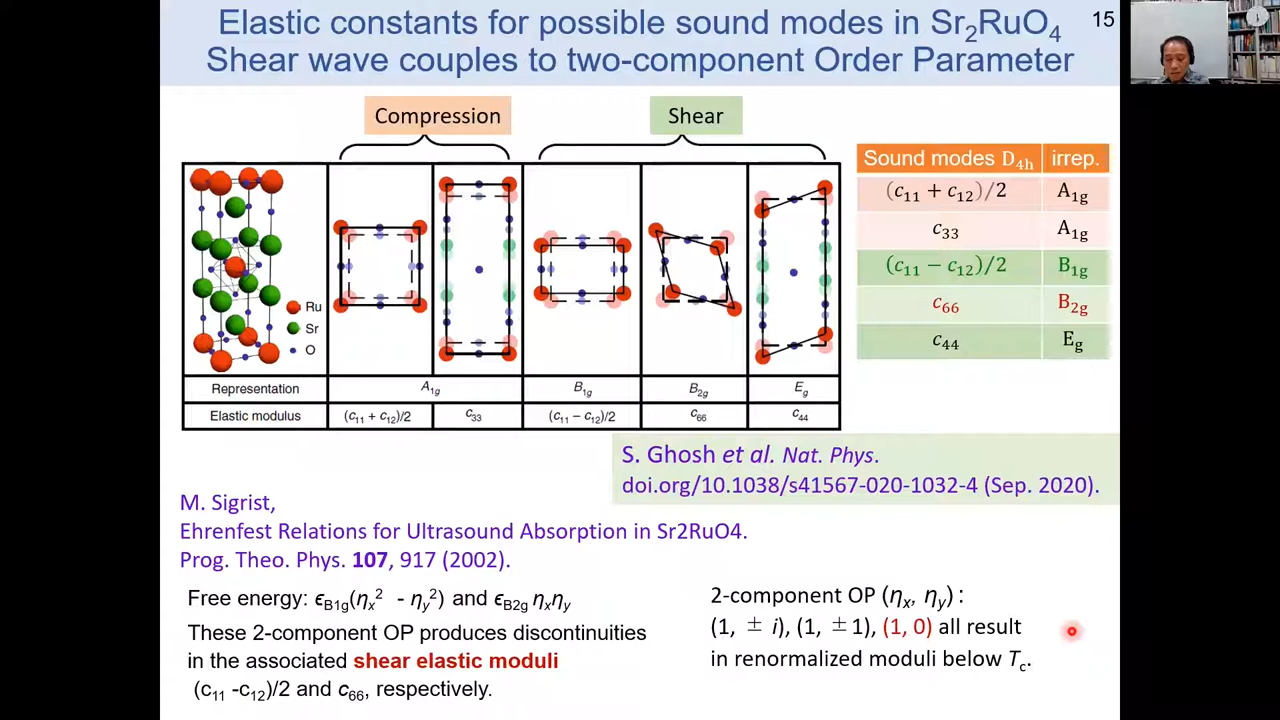 Elastic constants for possible sound modes in Sr₂RuO₄
Shear wave couples to two-component Order Parameter
15
Compression
Shear
Ru
Sr
O
Representation A₁g B₁g B₂g Eg
Elastic modulus (c₁₁ + c₁₂)/2 c₃₃ (c₁₁ − c₁₂)/2 c₆₆ c₄₄
Sound modes D₄ₕ irrep.
(c₁₁ + c₁₂)/2 A₁g
c₃₃ A₁g
(c₁₁ − c₁₂)/2 B₁g
c₆₆ B₂g
c₄₄ Eg
S. Ghosh et al. Nat. Phys.
doi.org/10.1038/s41567-020-1032-4 (Sep. 2020).
M. Sigrist,
Ehrenfest Relations for Ultrasound Absorption in Sr2RuO4.
Prog. Theo. Phys. 107, 917 (2002).
Free energy: ϵB1g(ηx² - ηy²) and ϵB2g ηxηy
These 2-component OP produces discontinuities
in the associated shear elastic moduli
(c₁₁ -c₁₂)/2 and c₆₆, respectively.
2-component OP (ηx, ηy) :
(1, ± i), (1, ±1), (1, 0) all result
in renormalized moduli below Tc.